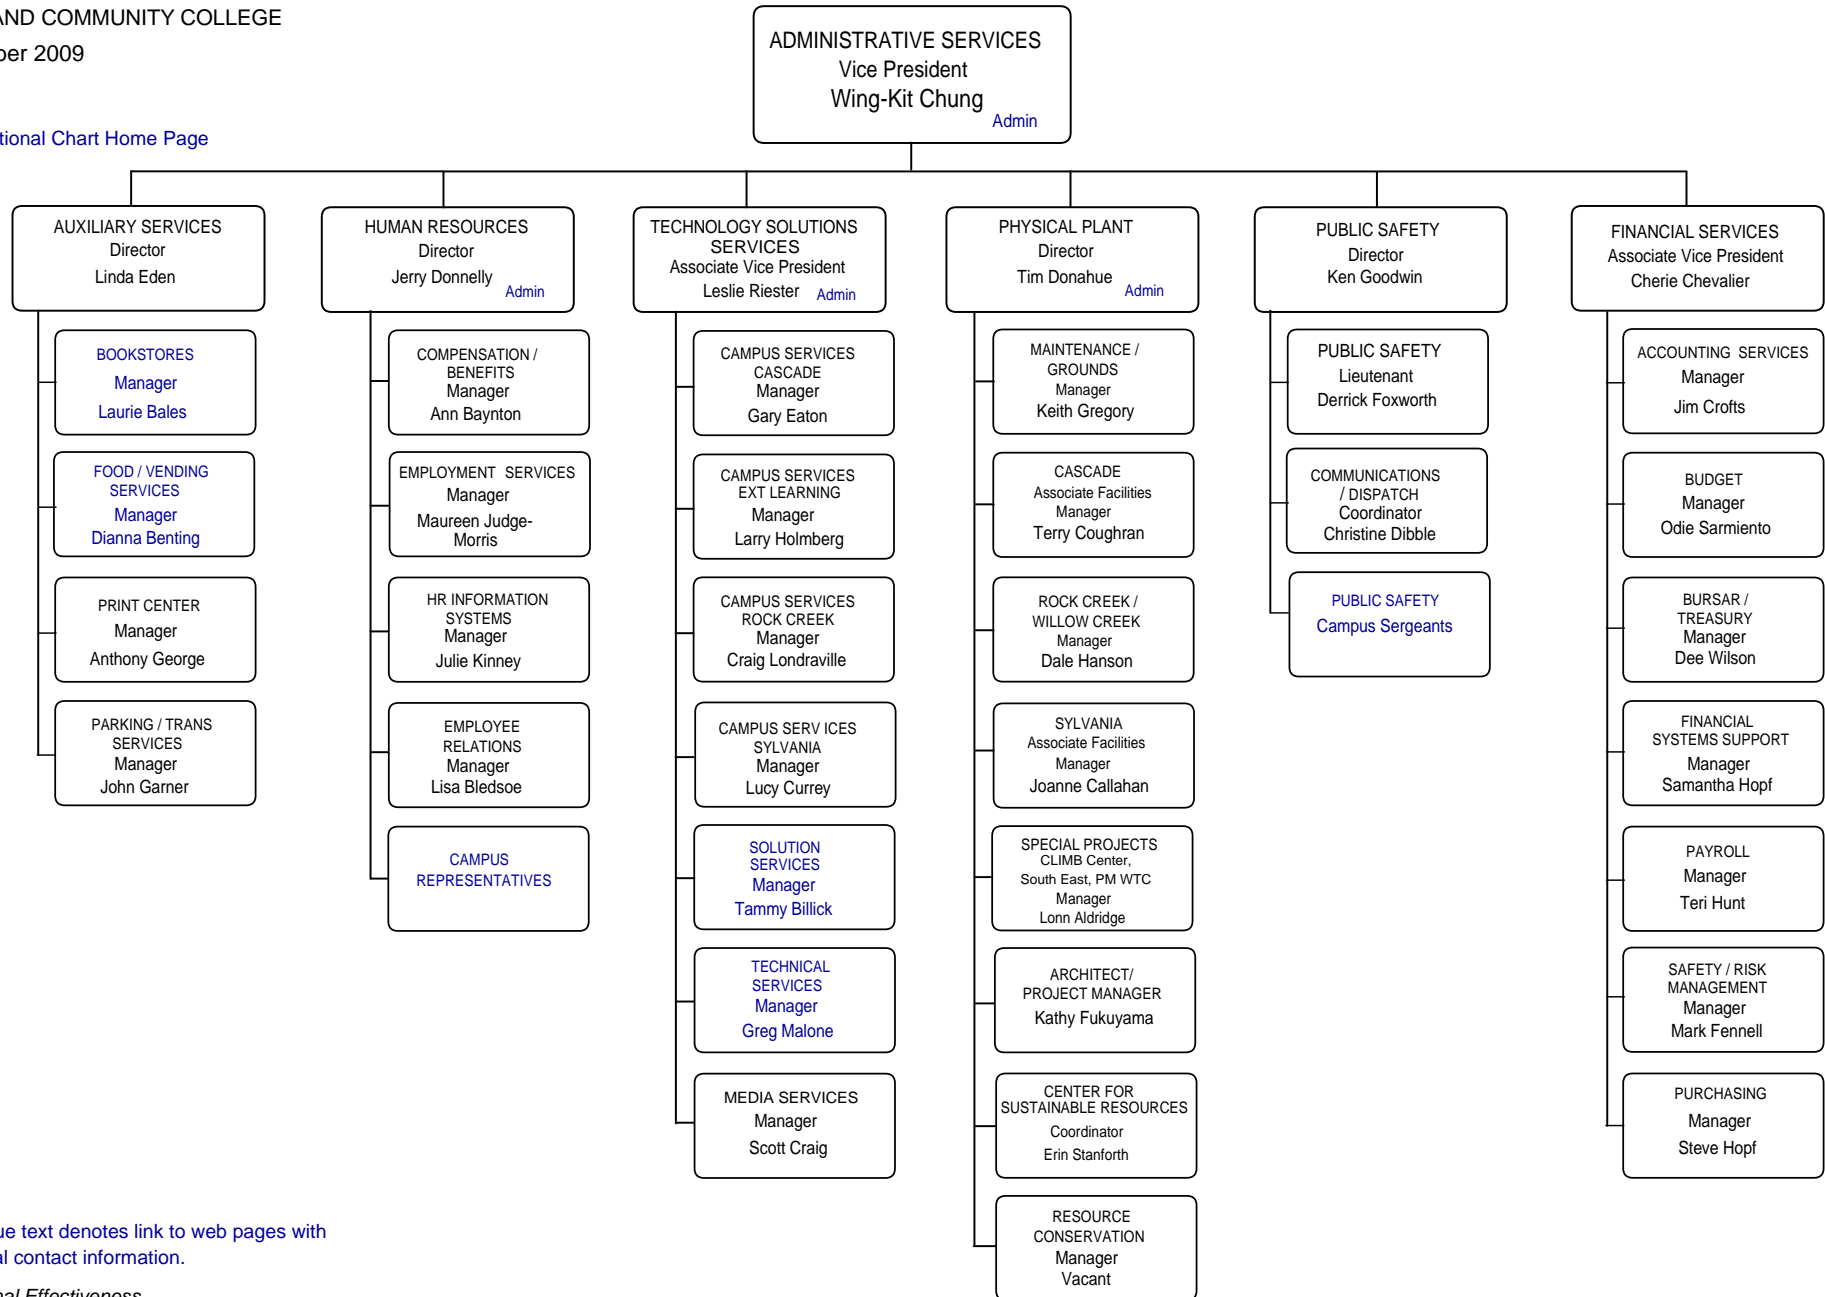 AND COMMUNITY COLLEGE
ber 2009
tional Chart Home Page
ADMINISTRATIVE SERVICES
Vice President
Wing-Kit Chung
Admin
AUXILIARY SERVICES
Director
Linda Eden
BOOKSTORES
Manager
Laurie Bales
FOOD / VENDING
SERVICES
Manager
Dianna Benting
PRINT CENTER
Manager
Anthony George
PARKING / TRANS
SERVICES
Manager
John Garner
HUMAN RESOURCES
Director
Jerry Donnelly
Admin
COMPENSATION /
BENEFITS
Manager
Ann Baynton
EMPLOYMENT SERVICES
Manager
Maureen Judge-
Morris
HR INFORMATION
SYSTEMS
Manager
Julie Kinney
EMPLOYEE
RELATIONS
Manager
Lisa Bledsoe
CAMPUS
REPRESENTATIVES
TECHNOLOGY SOLUTIONS
SERVICES
Associate Vice President
Leslie Riester
Admin
CAMPUS SERVICES
CASCADE
Manager
Gary Eaton
CAMPUS SERVICES
EXT LEARNING
Manager
Larry Holmberg
CAMPUS SERVICES
ROCK CREEK
Manager
Craig Londraville
CAMPUS SERV ICES
SYLVANIA
Manager
Lucy Currey
SOLUTION
SERVICES
Manager
Tammy Billick
TECHNICAL
SERVICES
Manager
Greg Malone
MEDIA SERVICES
Manager
Scott Craig
PHYSICAL PLANT
Director
Tim Donahue
Admin
MAINTENANCE /
GROUNDS
Manager
Keith Gregory
CASCADE
Associate Facilities
Manager
Terry Coughran
ROCK CREEK /
WILLOW CREEK
Manager
Dale Hanson
SYLVANIA
Associate Facilities
Manager
Joanne Callahan
SPECIAL PROJECTS
CLIMB Center,
South East, PM WTC
Manager
Lonn Aldridge
ARCHITECT/
PROJECT MANAGER
Kathy Fukuyama
CENTER FOR
SUSTAINABLE RESOURCES
Coordinator
Erin Stanforth
RESOURCE
CONSERVATION
Manager
Vacant
PUBLIC SAFETY
Director
Ken Goodwin
PUBLIC SAFETY
Lieutenant
Derrick Foxworth
COMMUNICATIONS
/ DISPATCH
Coordinator
Christine Dibble
PUBLIC SAFETY
Campus Sergeants
FINANCIAL SERVICES
Associate Vice President
Cherie Chevalier
ACCOUNTING SERVICES
Manager
Jim Crofts
BUDGET
Manager
Odie Sarmiento
BURSAR /
TREASURY
Manager
Dee Wilson
FINANCIAL
SYSTEMS SUPPORT
Manager
Samantha Hopf
PAYROLL
Manager
Teri Hunt
SAFETY / RISK
MANAGEMENT
Manager
Mark Fennell
PURCHASING
Manager
Steve Hopf
ue text denotes link to web pages with
al contact information.
nal Effectiveness